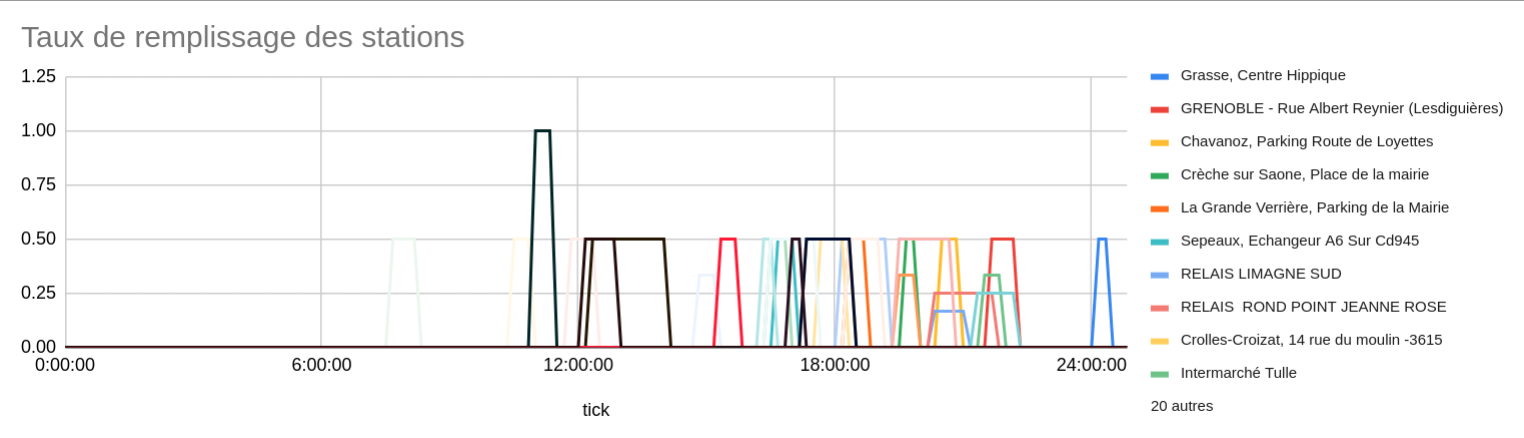 Taux de remplissage des stations
1.25
1.00
0.75
0.50
0.25
0.00
0:00:00
6:00:00
12:00:00
18:00:00
24:00:00
tick
Grasse, Centre Hippique
GRENOBLE - Rue Albert Reynier (Lesdiguières)
Chavanoz, Parking Route de Loyettes
Crèche sur Saone, Place de la mairie
La Grande Verrière, Parking de la Mairie
Sepeaux, Echangeur A6 Sur Cd945
RELAIS LIMAGNE SUD
RELAIS  ROND POINT JEANNE ROSE
Crolles-Croizat, 14 rue du moulin -3615
Intermarché Tulle
20 autres